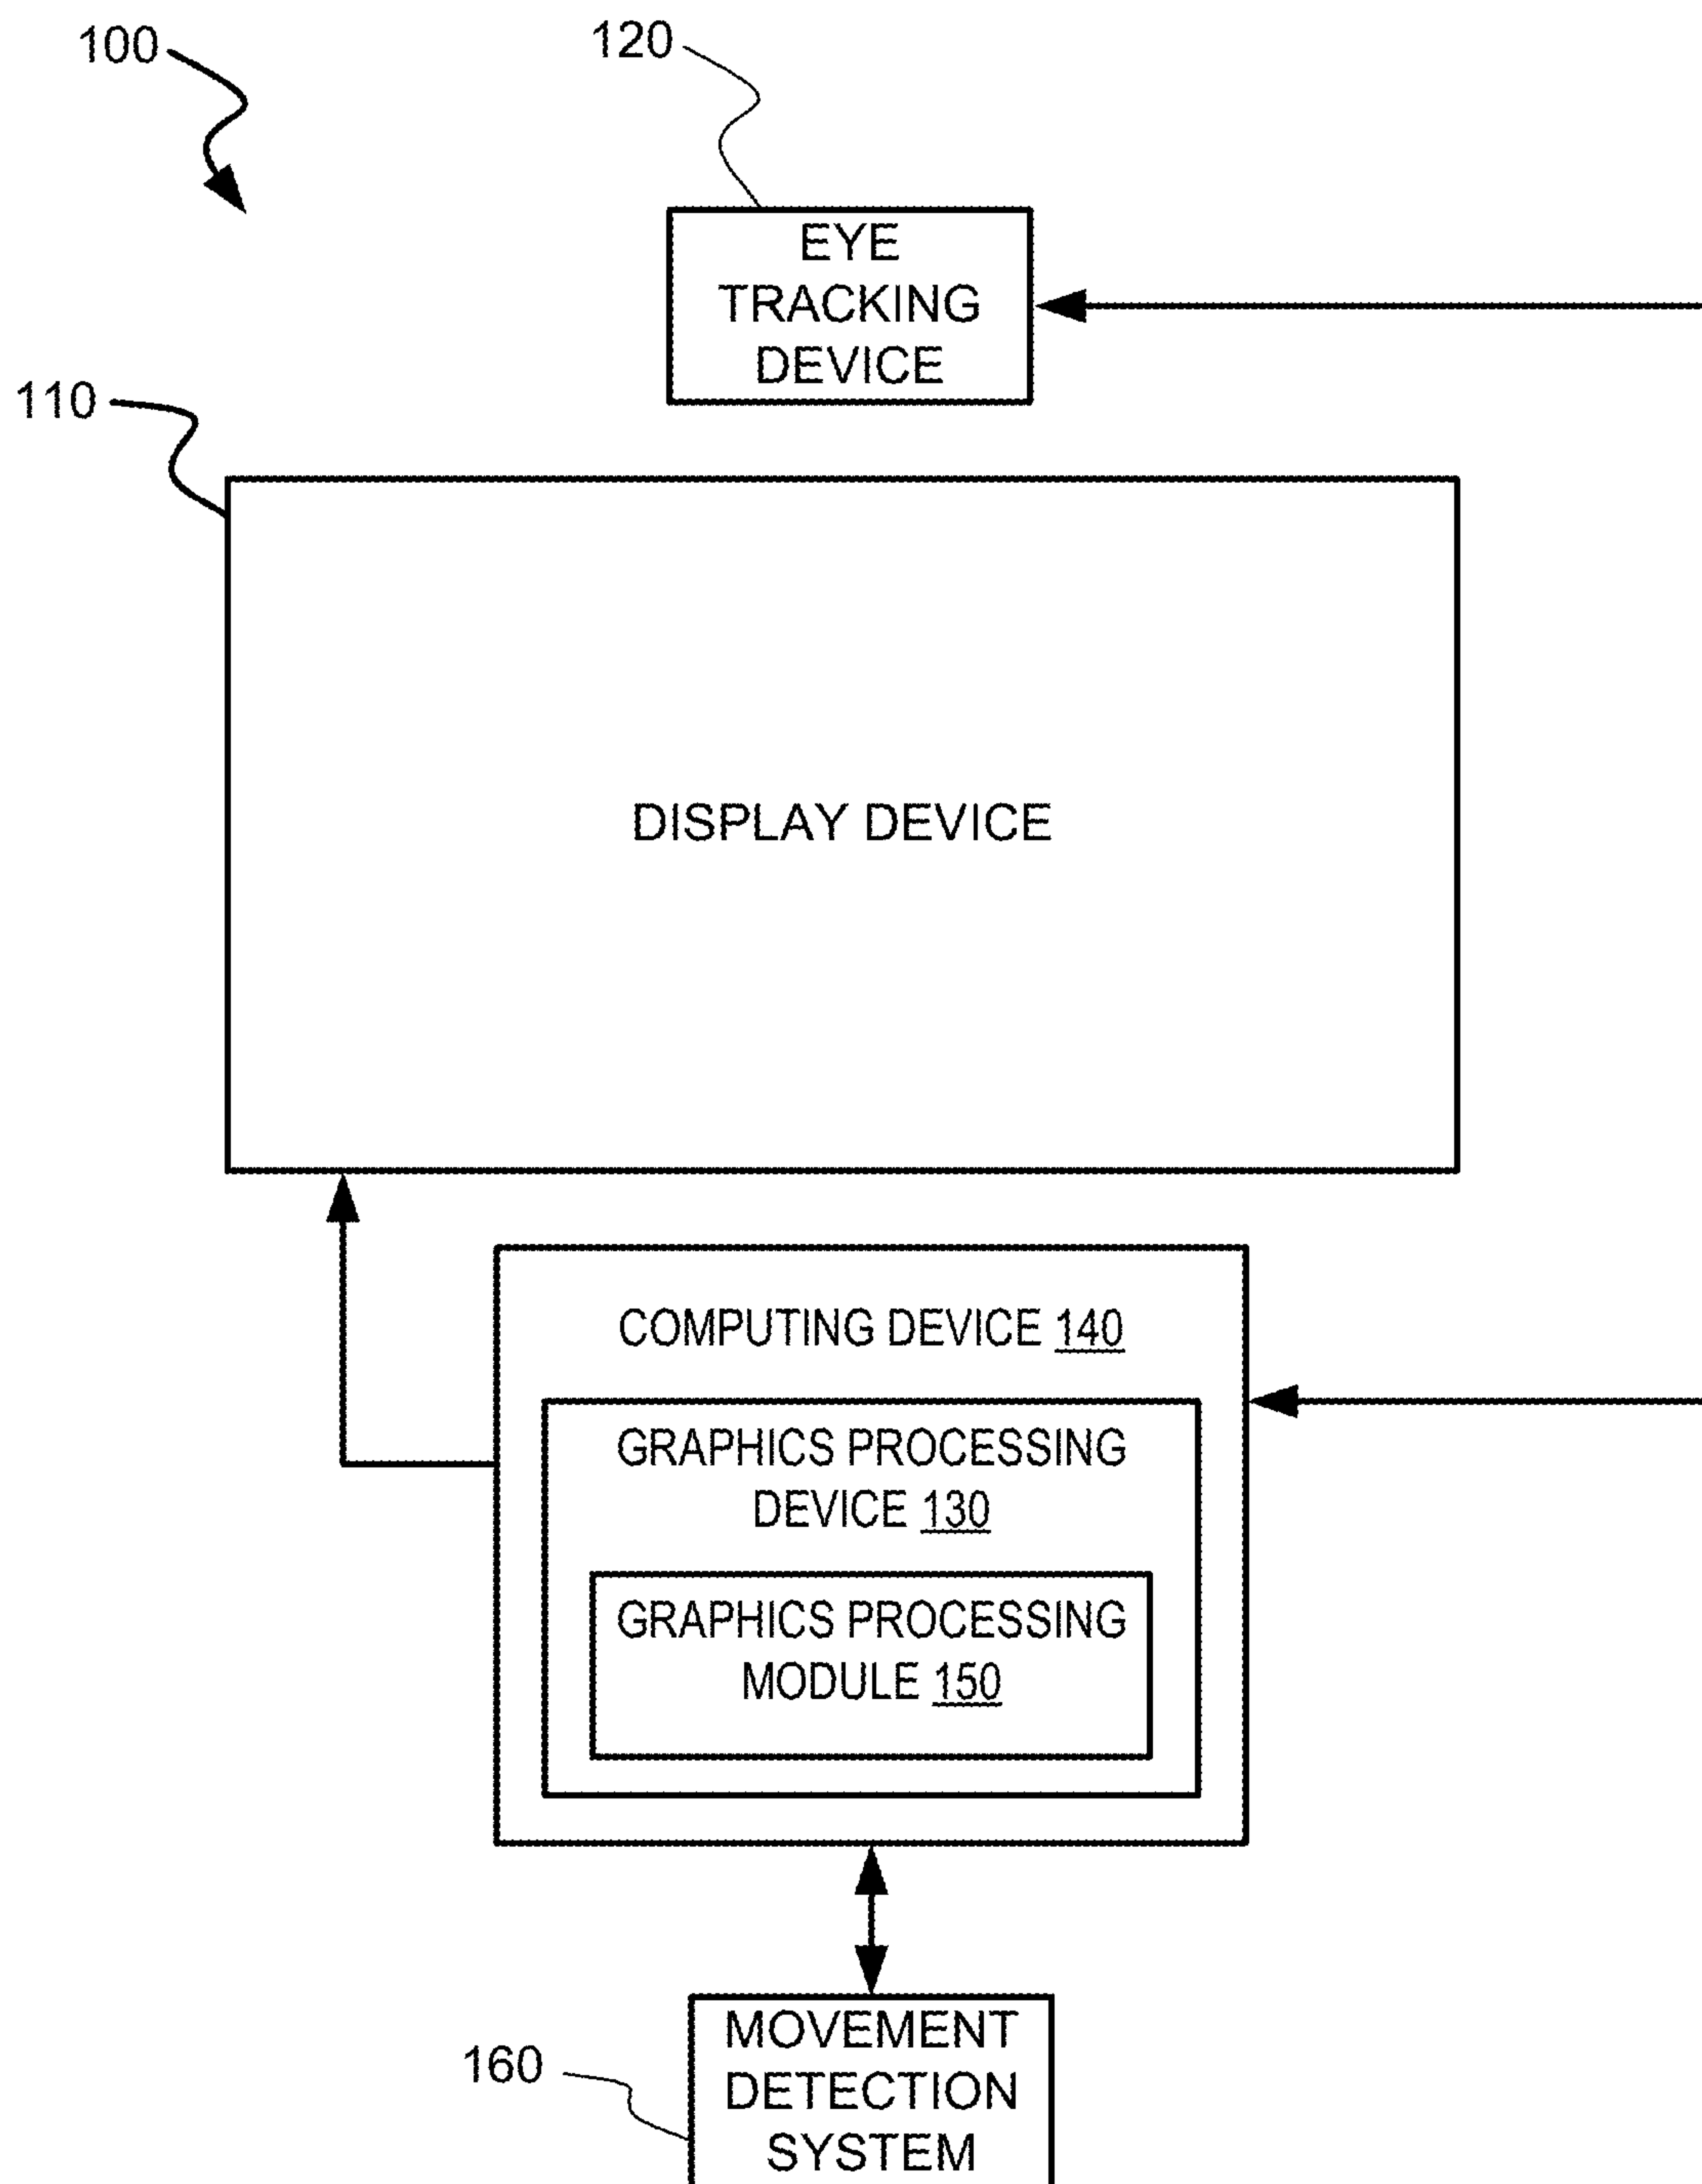 100
120
EYE
TRACKING
DEVICE
110
DISPLAY DEVICE
COMPUTING DEVICE 140
GRAPHICS PROCESSING
DEVICE 130
GRAPHICS PROCESSING
MODULE 150
160
MOVEMENT
DETECTION
SYSTEM